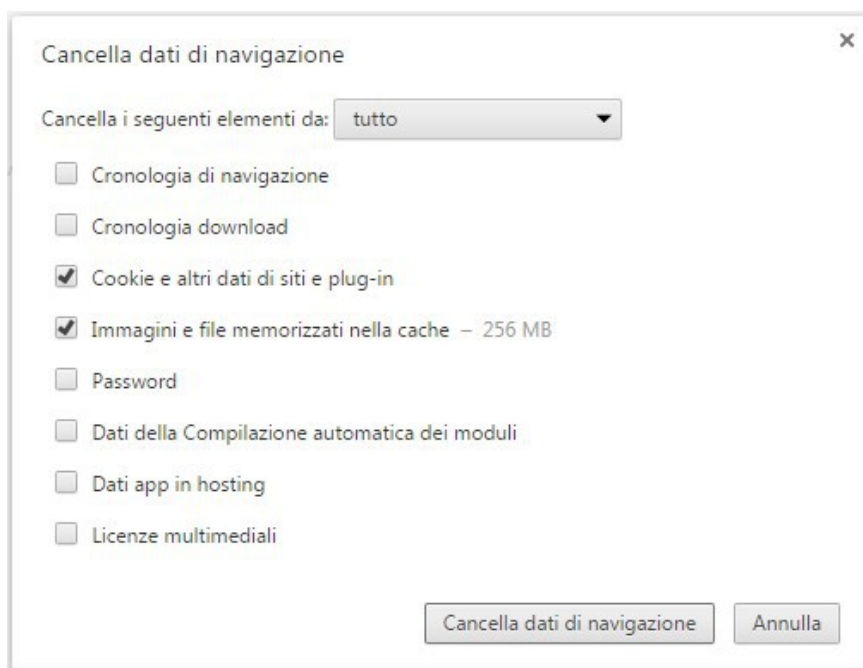 Cancella dati di navigazione
Cancella i seguenti elementi da: tutto
Cronologia di navigazione
Cronologia download
Cookie e altri dati di siti e plug-in
Immagini e file memorizzati nella cache – 256 MB
Password
Dati della Compilazione automatica dei moduli
Dati app in hosting
Licenze multimediali
Cancella dati di navigazione Annulla